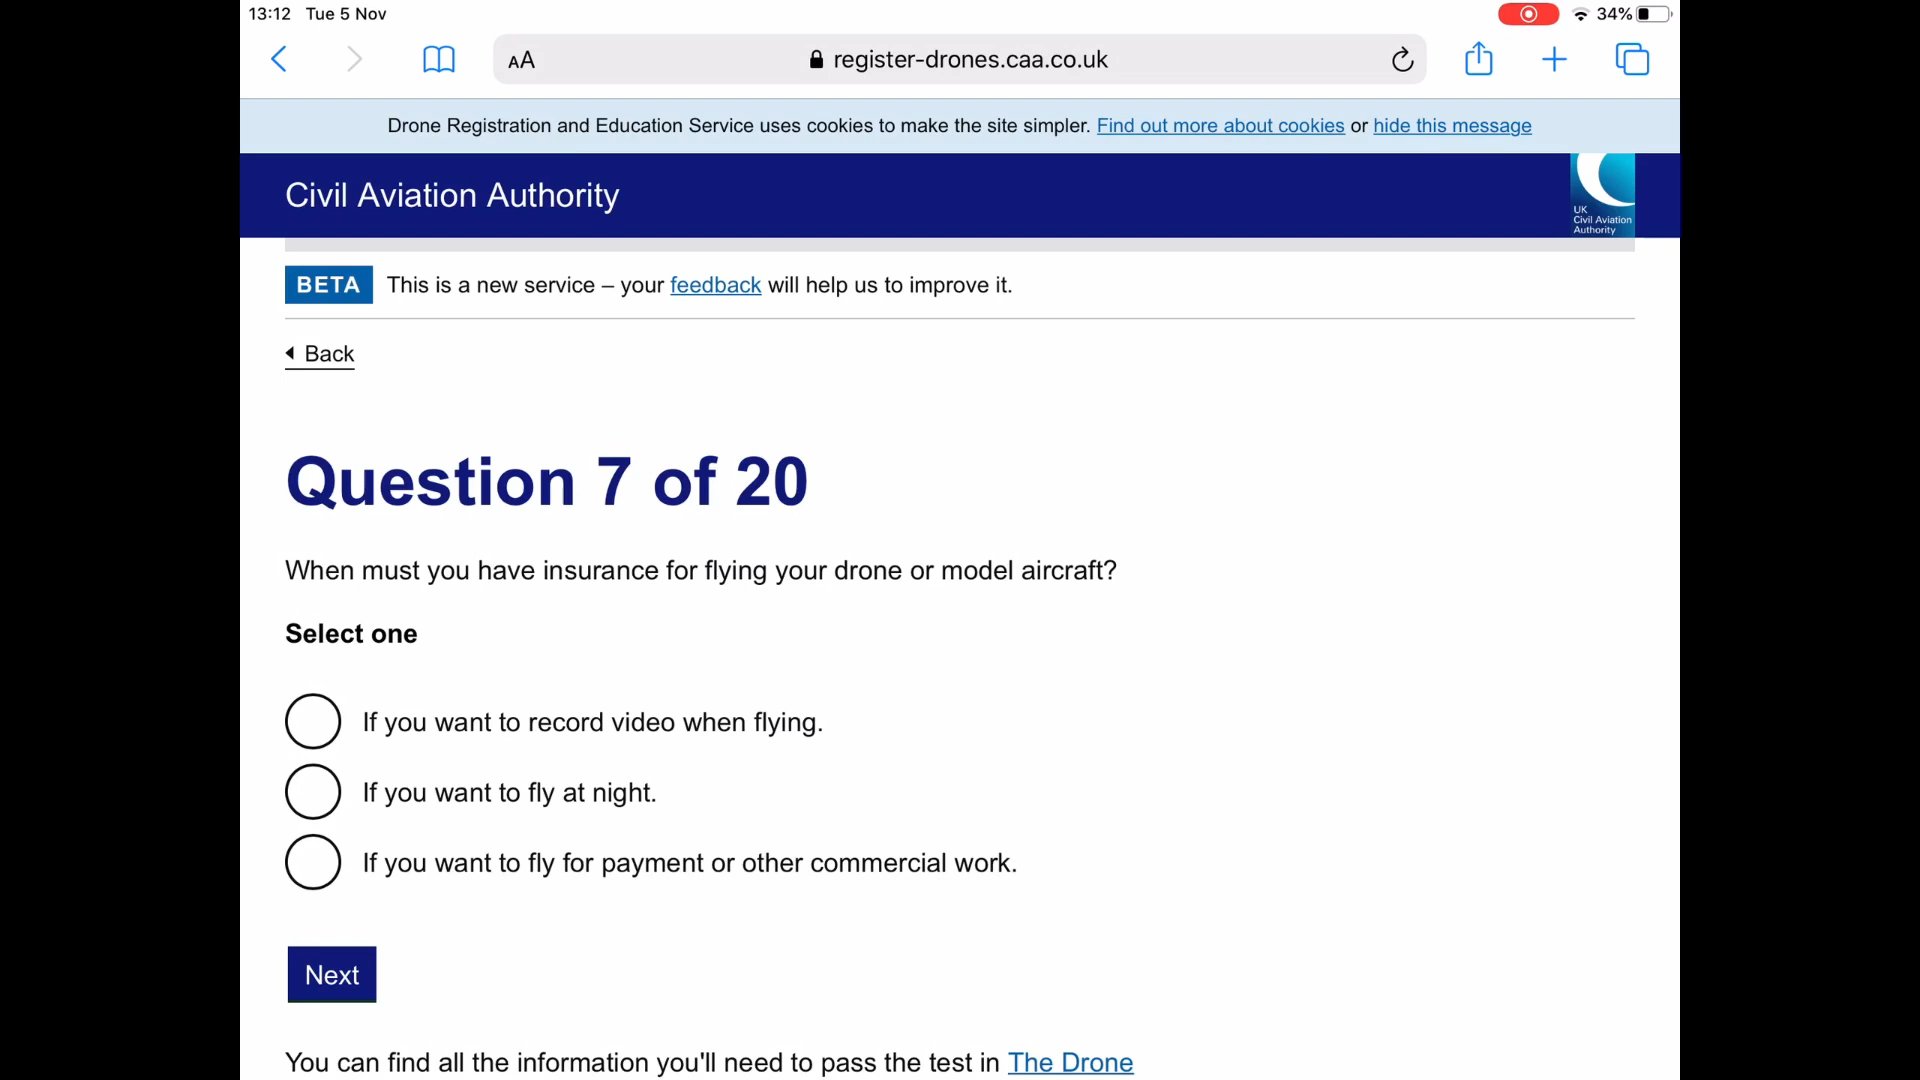 13:12 Tue 5 Nov
34%
AA
register-drones.caa.co.uk
Drone Registration and Education Service uses cookies to make the site simpler. Find out more about cookies or hide this message
Civil Aviation Authority
UK
Civil Aviation
Authority
BETA This is a new service – your feedback will help us to improve it.
Back
Question 7 of 20
When must you have insurance for flying your drone or model aircraft?
Select one
If you want to record video when flying.
If you want to fly at night.
If you want to fly for payment or other commercial work.
Next
You can find all the information you'll need to pass the test in The Drone